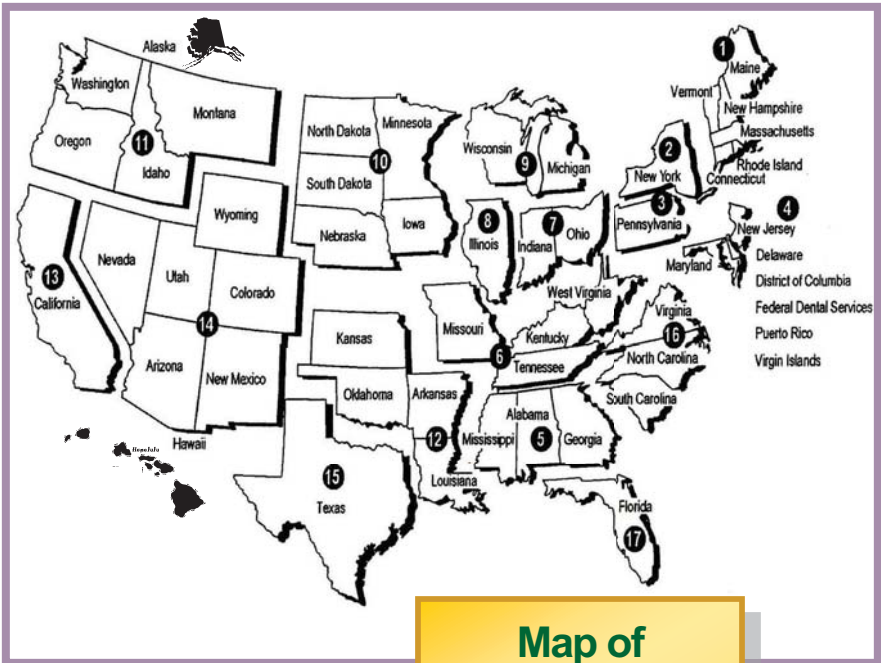 Alaska
Washington
Oregon
11
Idaho
Montana
North Dakota
Minnesota
10
South Dakota
Nebraska
Iowa
Wisconsin
9
Michigan
1
Maine
Vermont
New Hampshire
Massachusetts
Rhode Island
Connecticut
2
New York
3
Pennsylvania
4
New Jersey
Delaware
Maryland
District of Columbia
Federal Dental Services
Puerto Rico
Virgin Islands
8
Illinois
7
Indiana
Ohio
West Virginia
Virginia
16
North Carolina
South Carolina
Missouri
Kentucky
6
Tennessee
Wyoming
Nevada
Utah
Colorado
14
Arizona
New Mexico
13
California
Kansas
Oklahoma
Arkansas
12
Louisiana
Mississippi
Alabama
5
Georgia
Hawaii
Honolulu
15
Texas
Florida
17
Map of